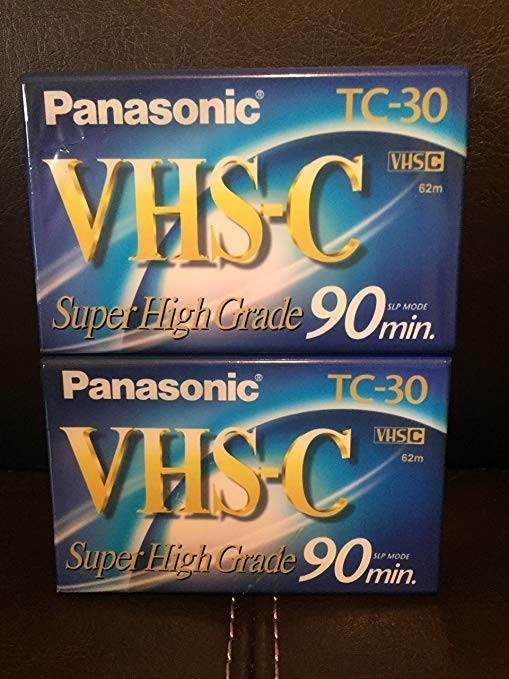 Panasonic® TC-30
VHS-C
VHS C
62m
Super High Grade 90 min.
SLP MODE
Panasonic® TC-30
VHS-C
VHS C
62m
Super High Grade 90 min.
SLP MODE